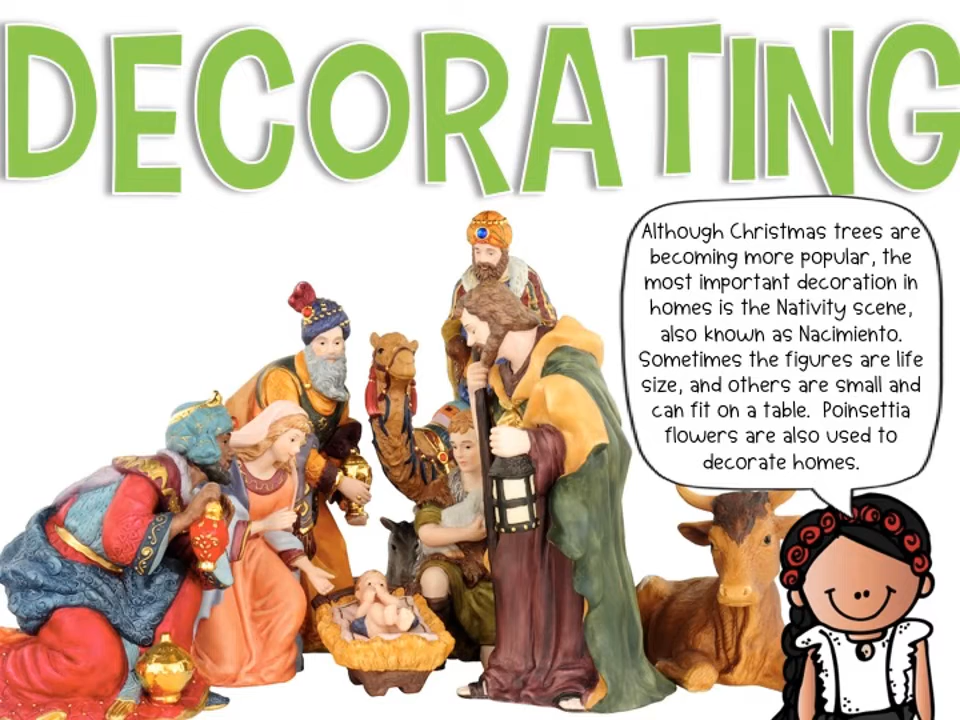 DECORATING
Although Christmas trees are
becoming more popular, the
most important decoration in
homes is the Nativity scene,
also known as Nacimiento.
Sometimes the figures are life
size, and others are small and
can fit on a table. Poinsettia
flowers are also used to
decorate homes.